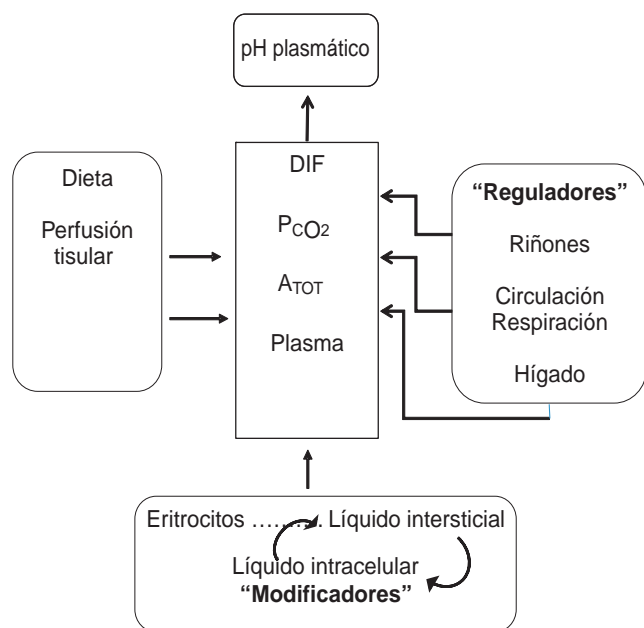 pH plasmático
Dieta
Perfusión
tisular
DIF
PCO2
ATOT
Plasma
“Reguladores”
Riñones
Circulación
Respiración
Hígado
Eritrocitos ………. Líquido intersticial
Líquido intracelular
“Modificadores”